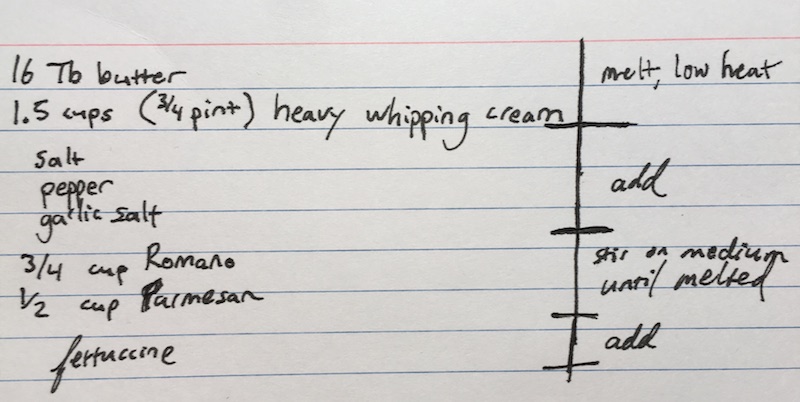 16 Tb butter
1.5 cups (3/4 pint) heavy whipping cream
melt, low heat
salt
pepper
garlic salt
add
3/4 cup Romano
1/2 cup Parmesan
stir on medium
until melted
fettuccine
add